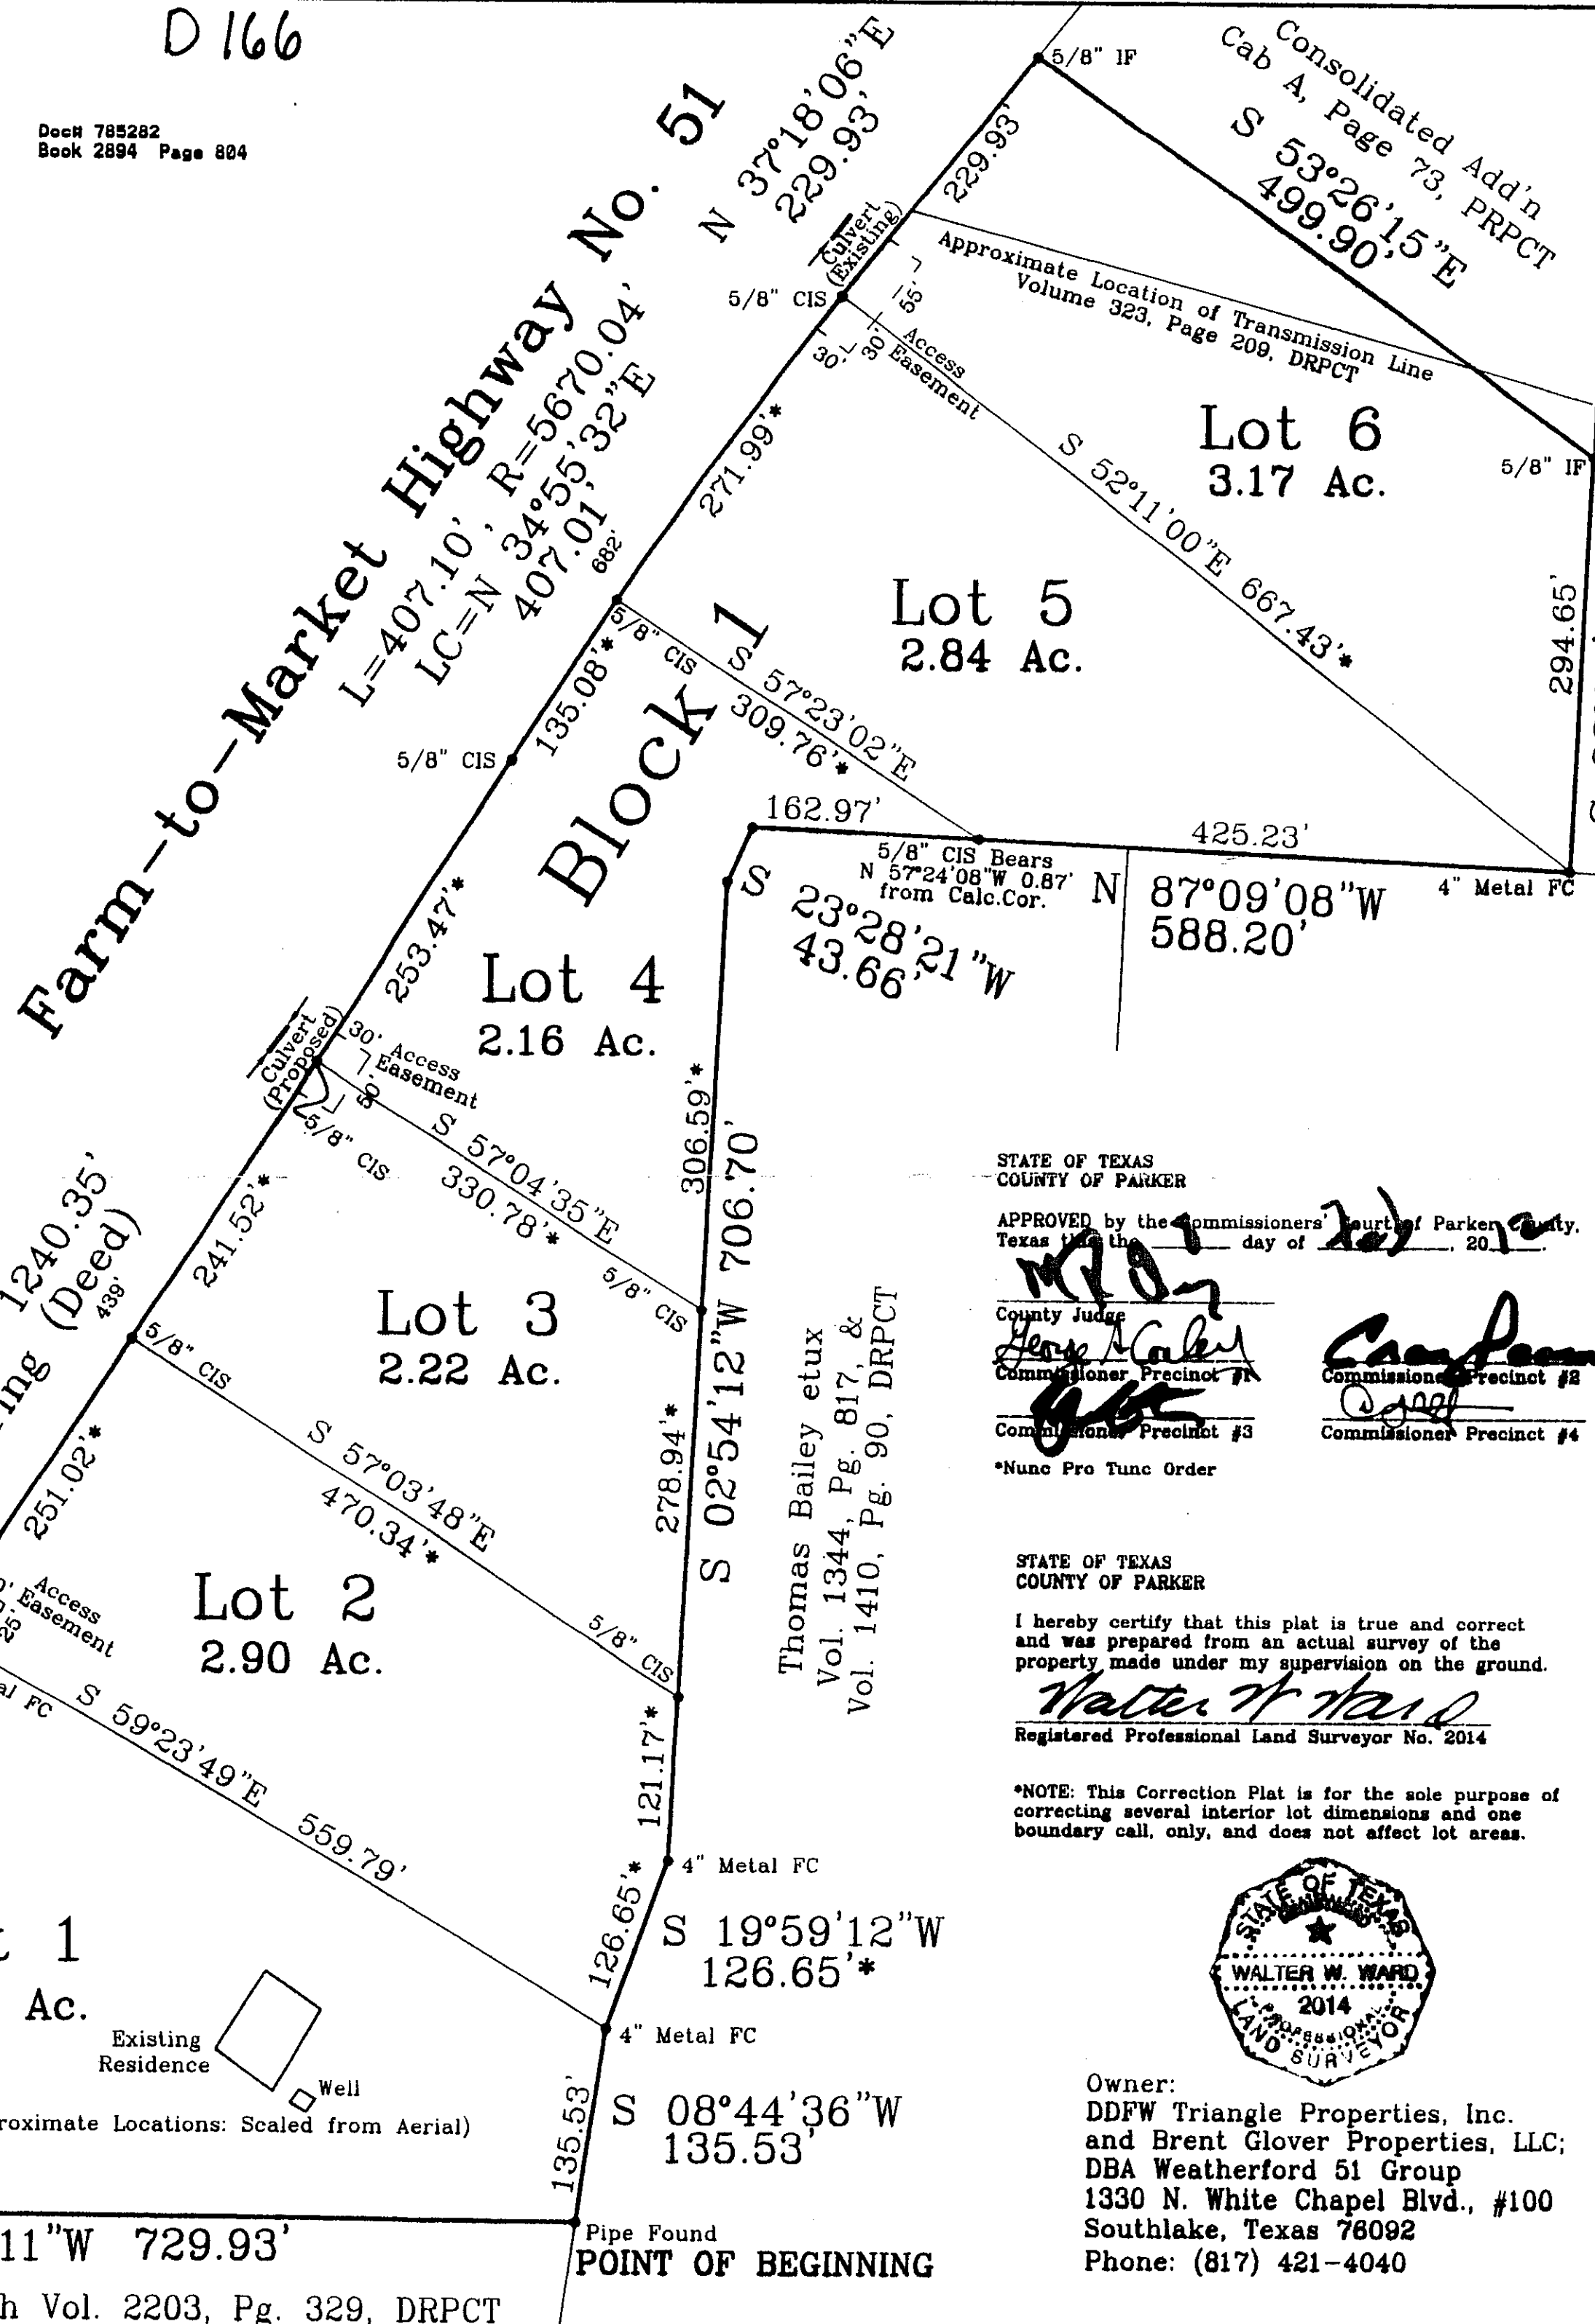 D 166
Doc# 785282
Book 2894 Page 804
Farm-to-Market Highway No. 51
N 37°18'06"E
229.93'
L=407.10', R=5670.04'
LC=N 34°55'32"E
407.01'
682'
5/8" IF
229.93'
Consolidated Add'n
Cab A, Page 73, PRPCT
S 53°26'15"E
499.90'
Culvert
(Existing)
5/8" CIS
55'
30'
30'
Access
Easement
Approximate Location of Transmission Line
Volume 323, Page 209, DRPCT
Lot 6
3.17 Ac.
5/8" IF
294.65'
271.99'*
S 52°11'00"E 667.43'*
Lot 5
2.84 Ac.
5/8" CIS
135.08'*
S 57°23'02"E
309.76'*
5/8" CIS
Block 1
162.97'
425.23'
5/8" CIS Bears
N 57°24'08"W 0.87'
from Calc.Cor.
N 87°09'08"W
588.20'
4" Metal FC
S 23°28'21"W
43.66'
253.47'*
Lot 4
2.16 Ac.
Culvert
(Proposed)
30' Access
Easement
50'
5/8" CIS
S 57°04'35"E
330.78'*
5/8" CIS
306.59'*
S 02°54'12"W 706.70'
1240.35'
(Deed)
439'
241.52'*
Lot 3
2.22 Ac.
5/8" CIS
278.94'*
Thomas Bailey etux
Vol. 1344, Pg. 817, &
Vol. 1410, Pg. 90, DRPCT
ing
251.02'*
S 57°03'48"E
470.34'*
5/8" CIS
0' Access
Easement
25'
Lot 2
2.90 Ac.
al FC
S 59°23'49"E 559.79'
121.17'*
4" Metal FC
126.65'*
S 19°59'12"W
126.65'*
4" Metal FC
t 1
Ac.
Existing
Residence
Well
roximate Locations: Scaled from Aerial)
135.53'
S 08°44'36"W
135.53'
11"W 729.93'
Pipe Found
POINT OF BEGINNING
h Vol. 2203, Pg. 329, DRPCT
STATE OF TEXAS
COUNTY OF PARKER
APPROVED by the Commissioners' Court of Parker County,
Texas this the day of , 20
County Judge
George A Conley
Commissioner Precinct #1
Commissioner Precinct #2
Commissioner Precinct #3
Commissioner Precinct #4
*Nunc Pro Tunc Order
STATE OF TEXAS
COUNTY OF PARKER
I hereby certify that this plat is true and correct
and was prepared from an actual survey of the
property made under my supervision on the ground.
Walter W Ward
Registered Professional Land Surveyor No. 2014
*NOTE: This Correction Plat is for the sole purpose of
correcting several interior lot dimensions and one
boundary call, only, and does not affect lot areas.
STATE OF TEXAS
WALTER W. WARD
2014
PROFESSIONAL
LAND SURVEYOR
Owner:
DDFW Triangle Properties, Inc.
and Brent Glover Properties, LLC;
DBA Weatherford 51 Group
1330 N. White Chapel Blvd., #100
Southlake, Texas 76092
Phone: (817) 421-4040